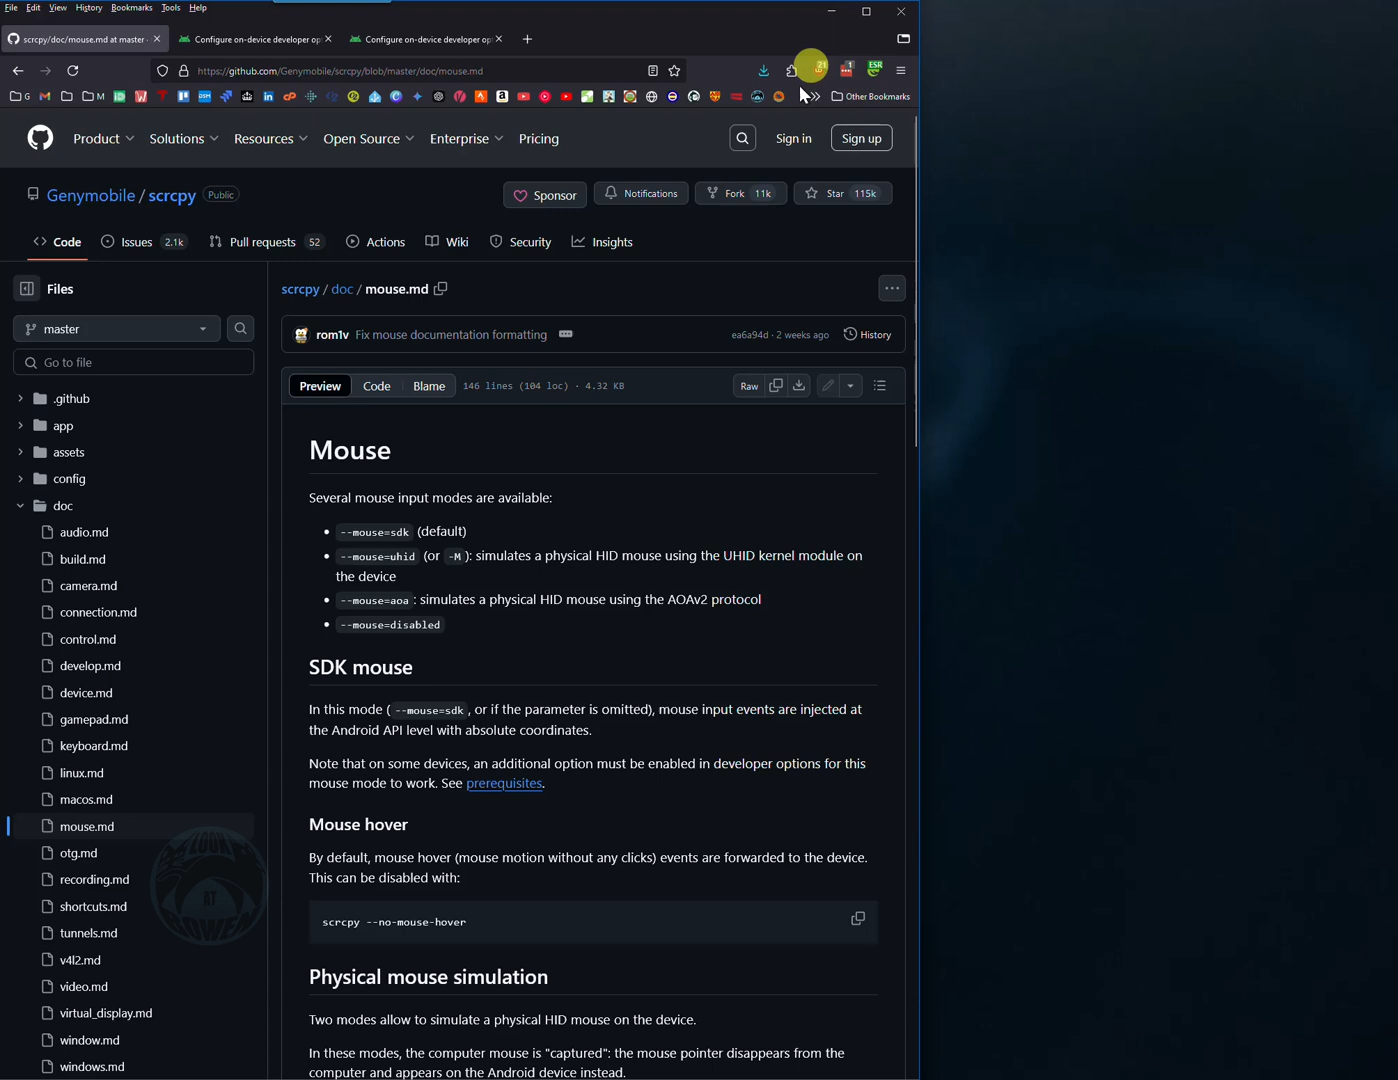 File Edit View History Bookmarks Tools Help
scrcpy/doc/mouse.md at master
Configure on-device developer op
Configure on-device developer op
https://github.com/Genymobile/scrcpy/blob/master/doc/mouse.md
21
1
ESR
G
M
DSM
Other Bookmarks
Product
Solutions
Resources
Open Source
Enterprise
Pricing
Sign in
Sign up
Genymobile / scrcpy Public
Sponsor
Notifications
Fork 11k
Star 115k
Code
Issues 2.1k
Pull requests 52
Actions
Wiki
Security
Insights
Files
master
Go to file
.github
app
assets
config
doc
audio.md
build.md
camera.md
connection.md
control.md
develop.md
device.md
gamepad.md
keyboard.md
linux.md
macos.md
mouse.md
otg.md
recording.md
shortcuts.md
tunnels.md
v4l2.md
video.md
virtual_display.md
window.md
windows.md
scrcpy / doc / mouse.md
rom1v Fix mouse documentation formatting
ea6a94d · 2 weeks ago
History
Preview
Code
Blame
146 lines (104 loc) · 4.32 KB
Raw
Mouse
Several mouse input modes are available:
• --mouse=sdk (default)
• --mouse=uhid (or -M): simulates a physical HID mouse using the UHID kernel module on
the device
• --mouse=aoa: simulates a physical HID mouse using the AOAv2 protocol
• --mouse=disabled
SDK mouse
In this mode (--mouse=sdk, or if the parameter is omitted), mouse input events are injected at
the Android API level with absolute coordinates.
Note that on some devices, an additional option must be enabled in developer options for this
mouse mode to work. See prerequisites.
Mouse hover
By default, mouse hover (mouse motion without any clicks) events are forwarded to the device.
This can be disabled with:
scrcpy --no-mouse-hover
Physical mouse simulation
Two modes allow to simulate a physical HID mouse on the device.
In these modes, the computer mouse is "captured": the mouse pointer disappears from the
computer and appears on the Android device instead.